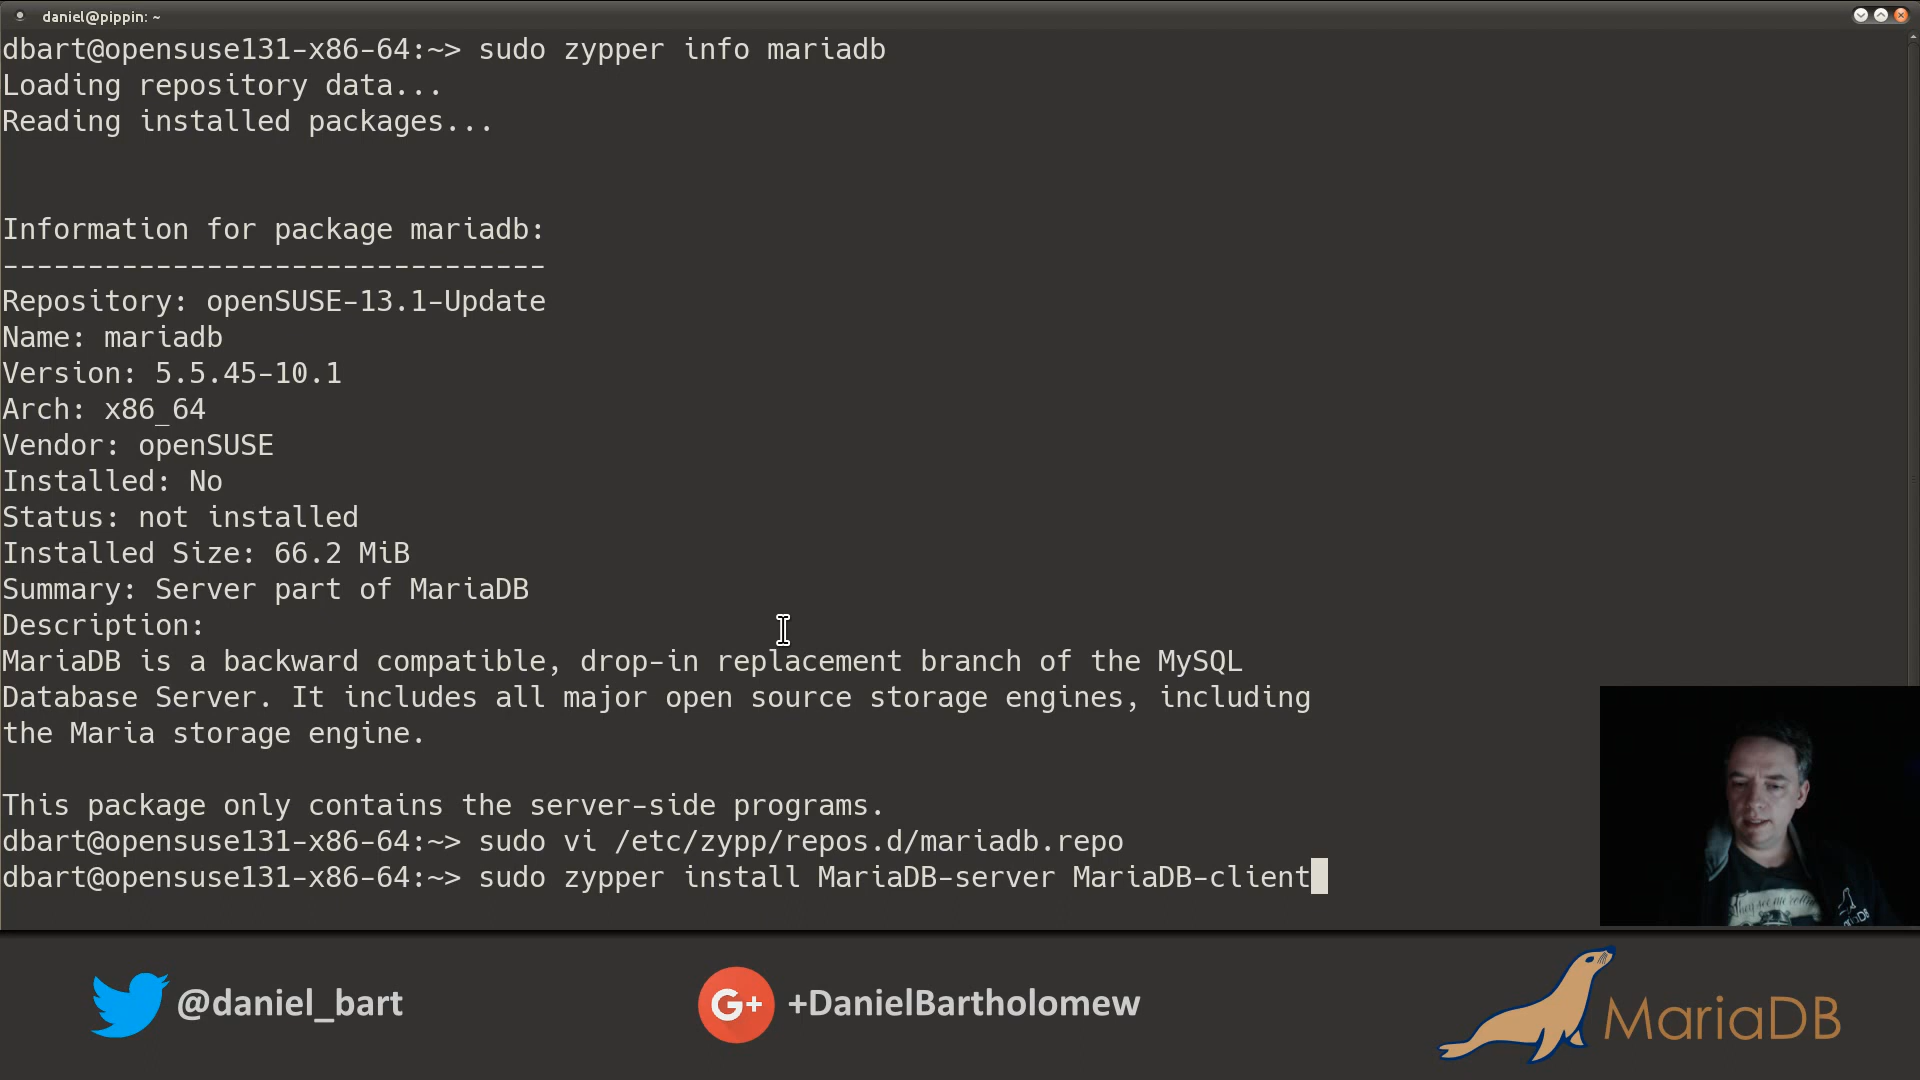 daniel@pippin: ~
dbart@opensuse131-x86-64:~> sudo zypper info mariadb
Loading repository data...
Reading installed packages...
Information for package mariadb:
--------------------------------
Repository: openSUSE-13.1-Update
Name: mariadb
Version: 5.5.45-10.1
Arch: x86_64
Vendor: openSUSE
Installed: No
Status: not installed
Installed Size: 66.2 MiB
Summary: Server part of MariaDB
Description:
MariaDB is a backward compatible, drop-in replacement branch of the MySQL
Database Server. It includes all major open source storage engines, including
the Maria storage engine.
This package only contains the server-side programs.
dbart@opensuse131-x86-64:~> sudo vi /etc/zypp/repos.d/mariadb.repo
dbart@opensuse131-x86-64:~> sudo zypper install MariaDB-server MariaDB-client
They see me rollin
MariaDB
@daniel_bart
G+ +DanielBartholomew
MariaDB